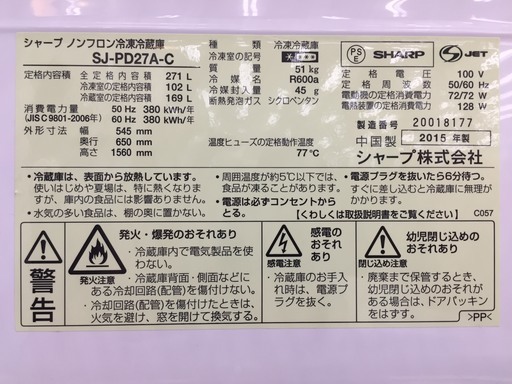 シャープ ノンフロン冷凍冷蔵庫
SJ-PD27A-C
定格内容積 全定格内容積 271 L
冷凍室定格内容積 102 L
冷蔵室定格内容積 169 L
消費電力量 50 Hz 380 kWh/年
(JIS C 9801-2006年) 60 Hz 380 kWh/年
外形寸法 幅 545 mm
奥行 650 mm
高さ 1560 mm
冷凍室の記号
質量 51 kg
冷媒 R600a
冷媒封入量 45 g
断熱発泡ガス シクロペンタン
温度ヒューズの定格動作温度
77℃
PSE SHARP S JET
定格電圧 100 V
定格周波数 50/60 Hz
電動機の定格消費電力 72/72 W
電熱装置の定格消費電力 128 W
製造番号 20018177
中国製 2015年製
シャープ株式会社
・冷蔵庫は、表面から放熱しています。
使いはじめや夏場は、特に熱くなりますが、庫内の食品には影響ありません。
・水気の多い食品は、棚の奥に置かない。
・周囲温度が約5℃以下では、食品が凍ることがあります。
・電源は必ずコンセントからとる。
・電源プラグを抜いたら6分待つ。
すぐに差し込むと冷蔵庫に無理がかかります。
【くわしくは取扱説明書をご覧ください】
C057
警告
発火注意
発火・爆発のおそれあり
・冷蔵庫内で電気製品を使わない。
・冷蔵庫背面・側面などにある冷却回路(配管)を傷付けない
冷却回路(配管)を傷付けたときは、火気を避け、窓を開けて換気する。
感電注意
感電のおそれあり
・冷蔵庫のお手入れ時は、電源プラグを抜く。
閉じ込め注意
幼児閉じ込めのおそれあり
・廃棄まで保管するとき、幼児閉じ込めのおそれがある場合は、ドアパッキンをはずす。
>PP<